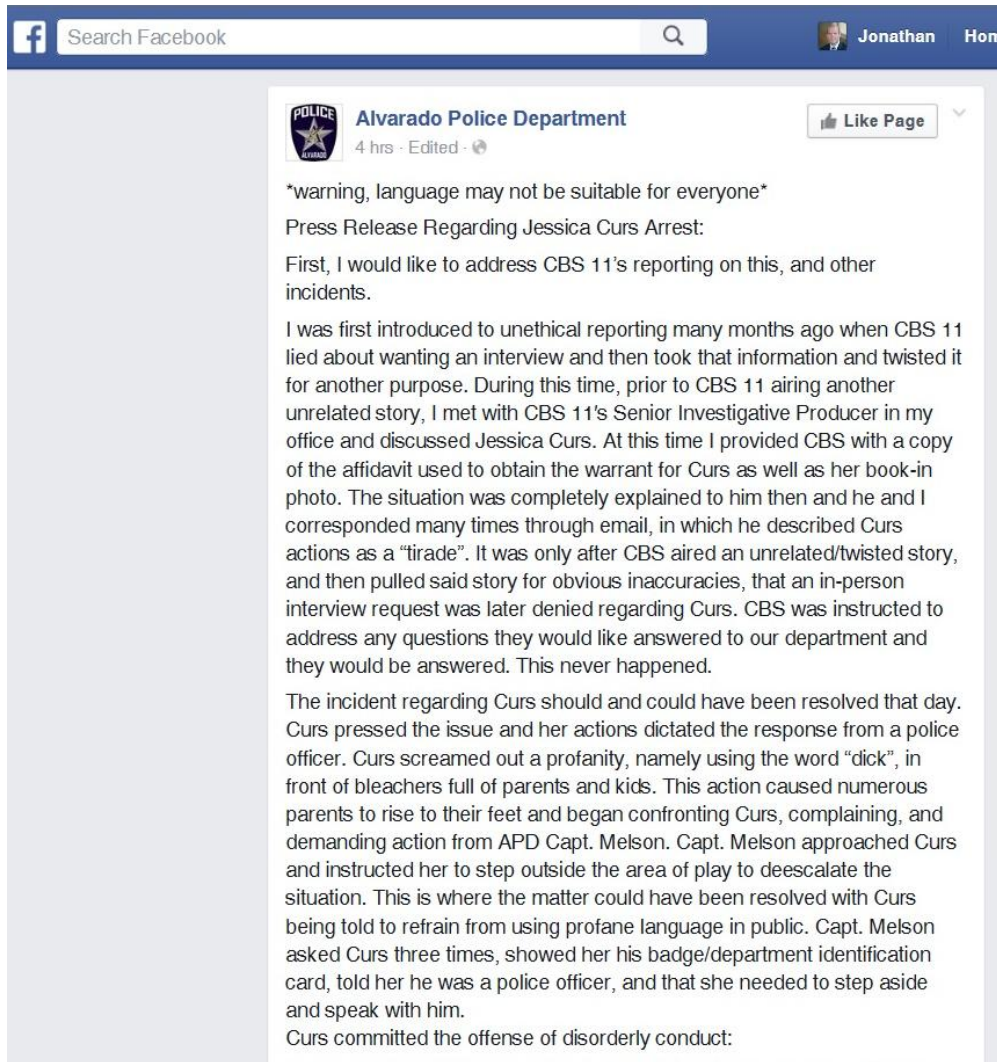 f
Search Facebook
Jonathan
Hom
POLICE
ALVARADO
Alvarado Police Department
Like Page
4 hrs · Edited ·
*warning, language may not be suitable for everyone*
Press Release Regarding Jessica Curs Arrest:
First, I would like to address CBS 11's reporting on this, and other
incidents.
I was first introduced to unethical reporting many months ago when CBS 11
lied about wanting an interview and then took that information and twisted it
for another purpose. During this time, prior to CBS 11 airing another
unrelated story, I met with CBS 11's Senior Investigative Producer in my
office and discussed Jessica Curs. At this time I provided CBS with a copy
of the affidavit used to obtain the warrant for Curs as well as her book-in
photo. The situation was completely explained to him then and he and I
corresponded many times through email, in which he described Curs
actions as a “tirade”. It was only after CBS aired an unrelated/twisted story,
and then pulled said story for obvious inaccuracies, that an in-person
interview request was later denied regarding Curs. CBS was instructed to
address any questions they would like answered to our department and
they would be answered. This never happened.
The incident regarding Curs should and could have been resolved that day.
Curs pressed the issue and her actions dictated the response from a police
officer. Curs screamed out a profanity, namely using the word “dick”, in
front of bleachers full of parents and kids. This action caused numerous
parents to rise to their feet and began confronting Curs, complaining, and
demanding action from APD Capt. Melson. Capt. Melson approached Curs
and instructed her to step outside the area of play to deescalate the
situation. This is where the matter could have been resolved with Curs
being told to refrain from using profane language in public. Capt. Melson
asked Curs three times, showed her his badge/department identification
card, told her he was a police officer, and that she needed to step aside
and speak with him.
Curs committed the offense of disorderly conduct: